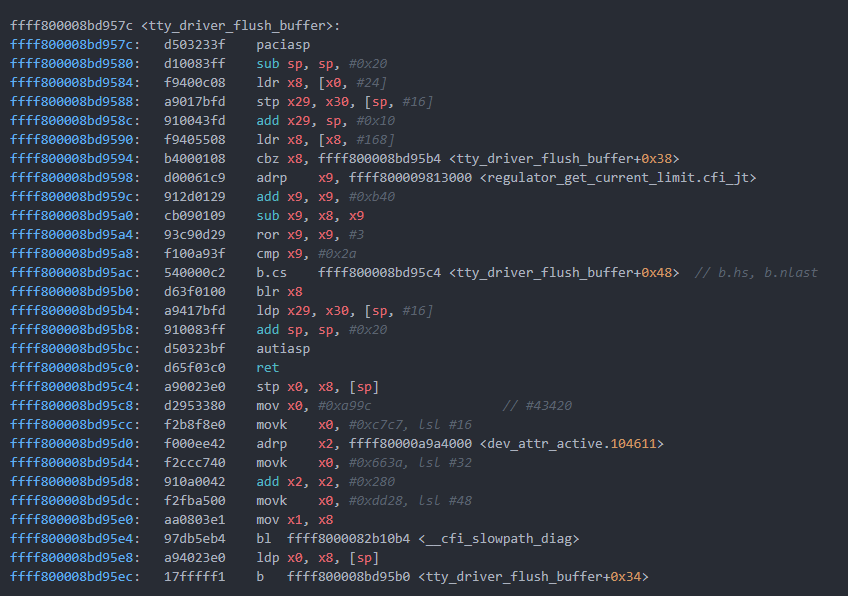 ffff800008bd957c <tty_driver_flush_buffer>:
ffff800008bd957c: d503233f paciasp
ffff800008bd9580: d10083ff sub sp, sp, #0x20
ffff800008bd9584: f9400c08 ldr x8, [x0, #24]
ffff800008bd9588: a9017bfd stp x29, x30, [sp, #16]
ffff800008bd958c: 910043fd add x29, sp, #0x10
ffff800008bd9590: f9405508 ldr x8, [x8, #168]
ffff800008bd9594: b4000108 cbz x8, ffff800008bd95b4 <tty_driver_flush_buffer+0x38>
ffff800008bd9598: d00061c9 adrp x9, ffff800009813000 <regulator_get_current_limit.cfi_jt>
ffff800008bd959c: 912d0129 add x9, x9, #0xb40
ffff800008bd95a0: cb090109 sub x9, x8, x9
ffff800008bd95a4: 93c90d29 ror x9, x9, #3
ffff800008bd95a8: f100a93f cmp x9, #0x2a
ffff800008bd95ac: 540000c2 b.cs ffff800008bd95c4 <tty_driver_flush_buffer+0x48> // b.hs, b.nlast
ffff800008bd95b0: d63f0100 blr x8
ffff800008bd95b4: a9417bfd ldp x29, x30, [sp, #16]
ffff800008bd95b8: 910083ff add sp, sp, #0x20
ffff800008bd95bc: d50323bf autiasp
ffff800008bd95c0: d65f03c0 ret
ffff800008bd95c4: a90023e0 stp x0, x8, [sp]
ffff800008bd95c8: d2953380 mov x0, #0xa99c // #43420
ffff800008bd95cc: f2b8f8e0 movk x0, #0xc7c7, lsl #16
ffff800008bd95d0: f000ee42 adrp x2, ffff80000a9a4000 <dev_attr_active.104611>
ffff800008bd95d4: f2ccc740 movk x0, #0x663a, lsl #32
ffff800008bd95d8: 910a0042 add x2, x2, #0x280
ffff800008bd95dc: f2fba500 movk x0, #0xdd28, lsl #48
ffff800008bd95e0: aa0803e1 mov x1, x8
ffff800008bd95e4: 97db5eb4 bl ffff8000082b10b4 <__cfi_slowpath_diag>
ffff800008bd95e8: a94023e0 ldp x0, x8, [sp]
ffff800008bd95ec: 17fffff1 b ffff800008bd95b0 <tty_driver_flush_buffer+0x34>